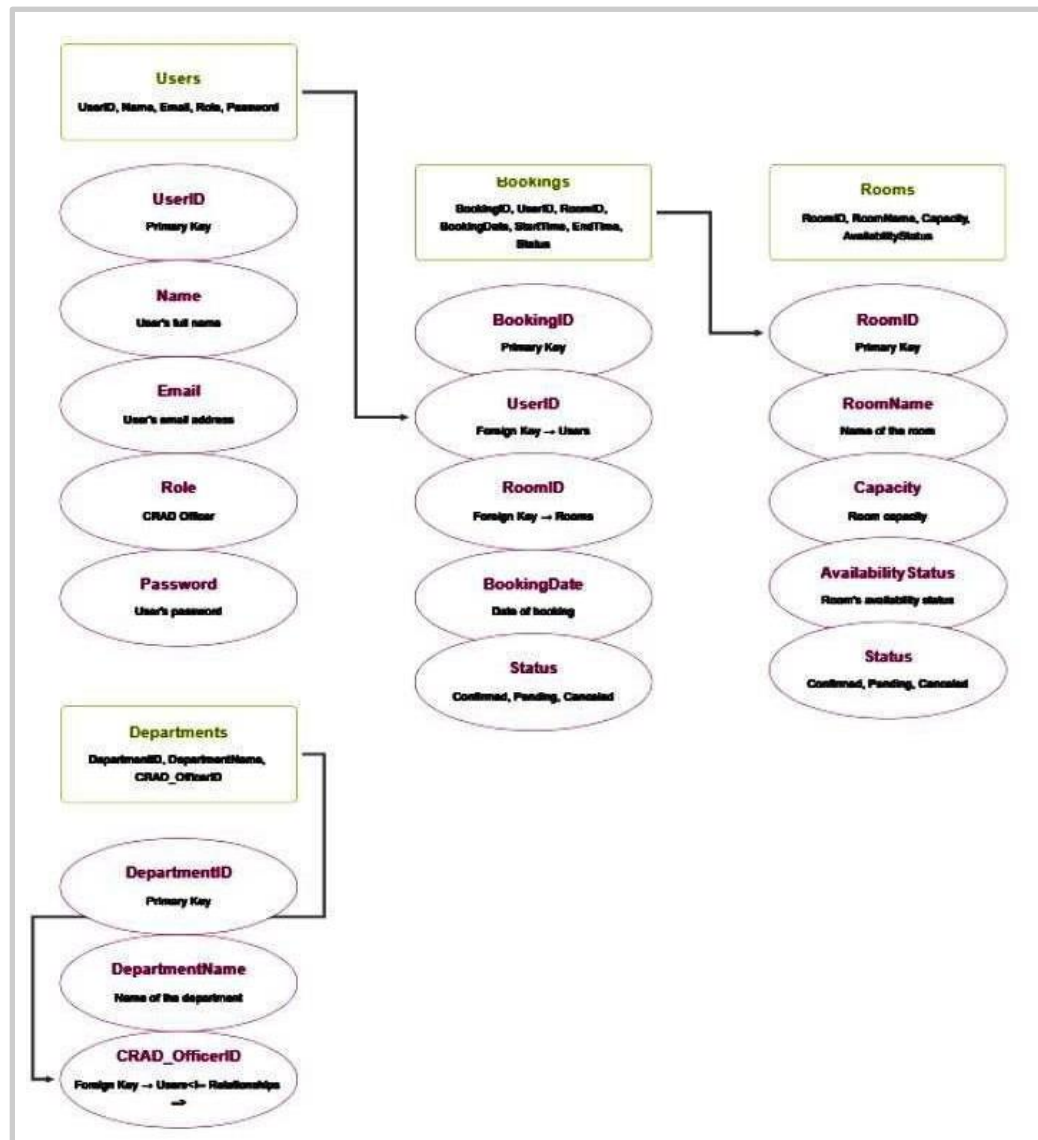 Users
UserID, Name, Email, Role, Password
UserID
Primary Key
Name
User's full name
Email
User's email address
Role
CRAD Officer
Password
User's password
Bookings
BookingID, UserID, RoomID,
BookingDate, StartTime, EndTime,
Status
BookingID
Primary Key
UserID
Foreign Key → Users
RoomID
Foreign Key → Rooms
BookingDate
Date of booking
Status
Confirmed, Pending, Canceled
Rooms
RoomID, RoomName, Capacity,
AvailabilityStatus
RoomID
Primary Key
RoomName
Name of the room
Capacity
Room capacity
AvailabilityStatus
Room's availability status
Status
Confirmed, Pending, Canceled
Departments
DepartmentID, DepartmentName,
CRAD_OfficerID
DepartmentID
Primary Key
DepartmentName
Name of the department
CRAD_OfficerID
Foreign Key → Users<!-- Relationships
-->